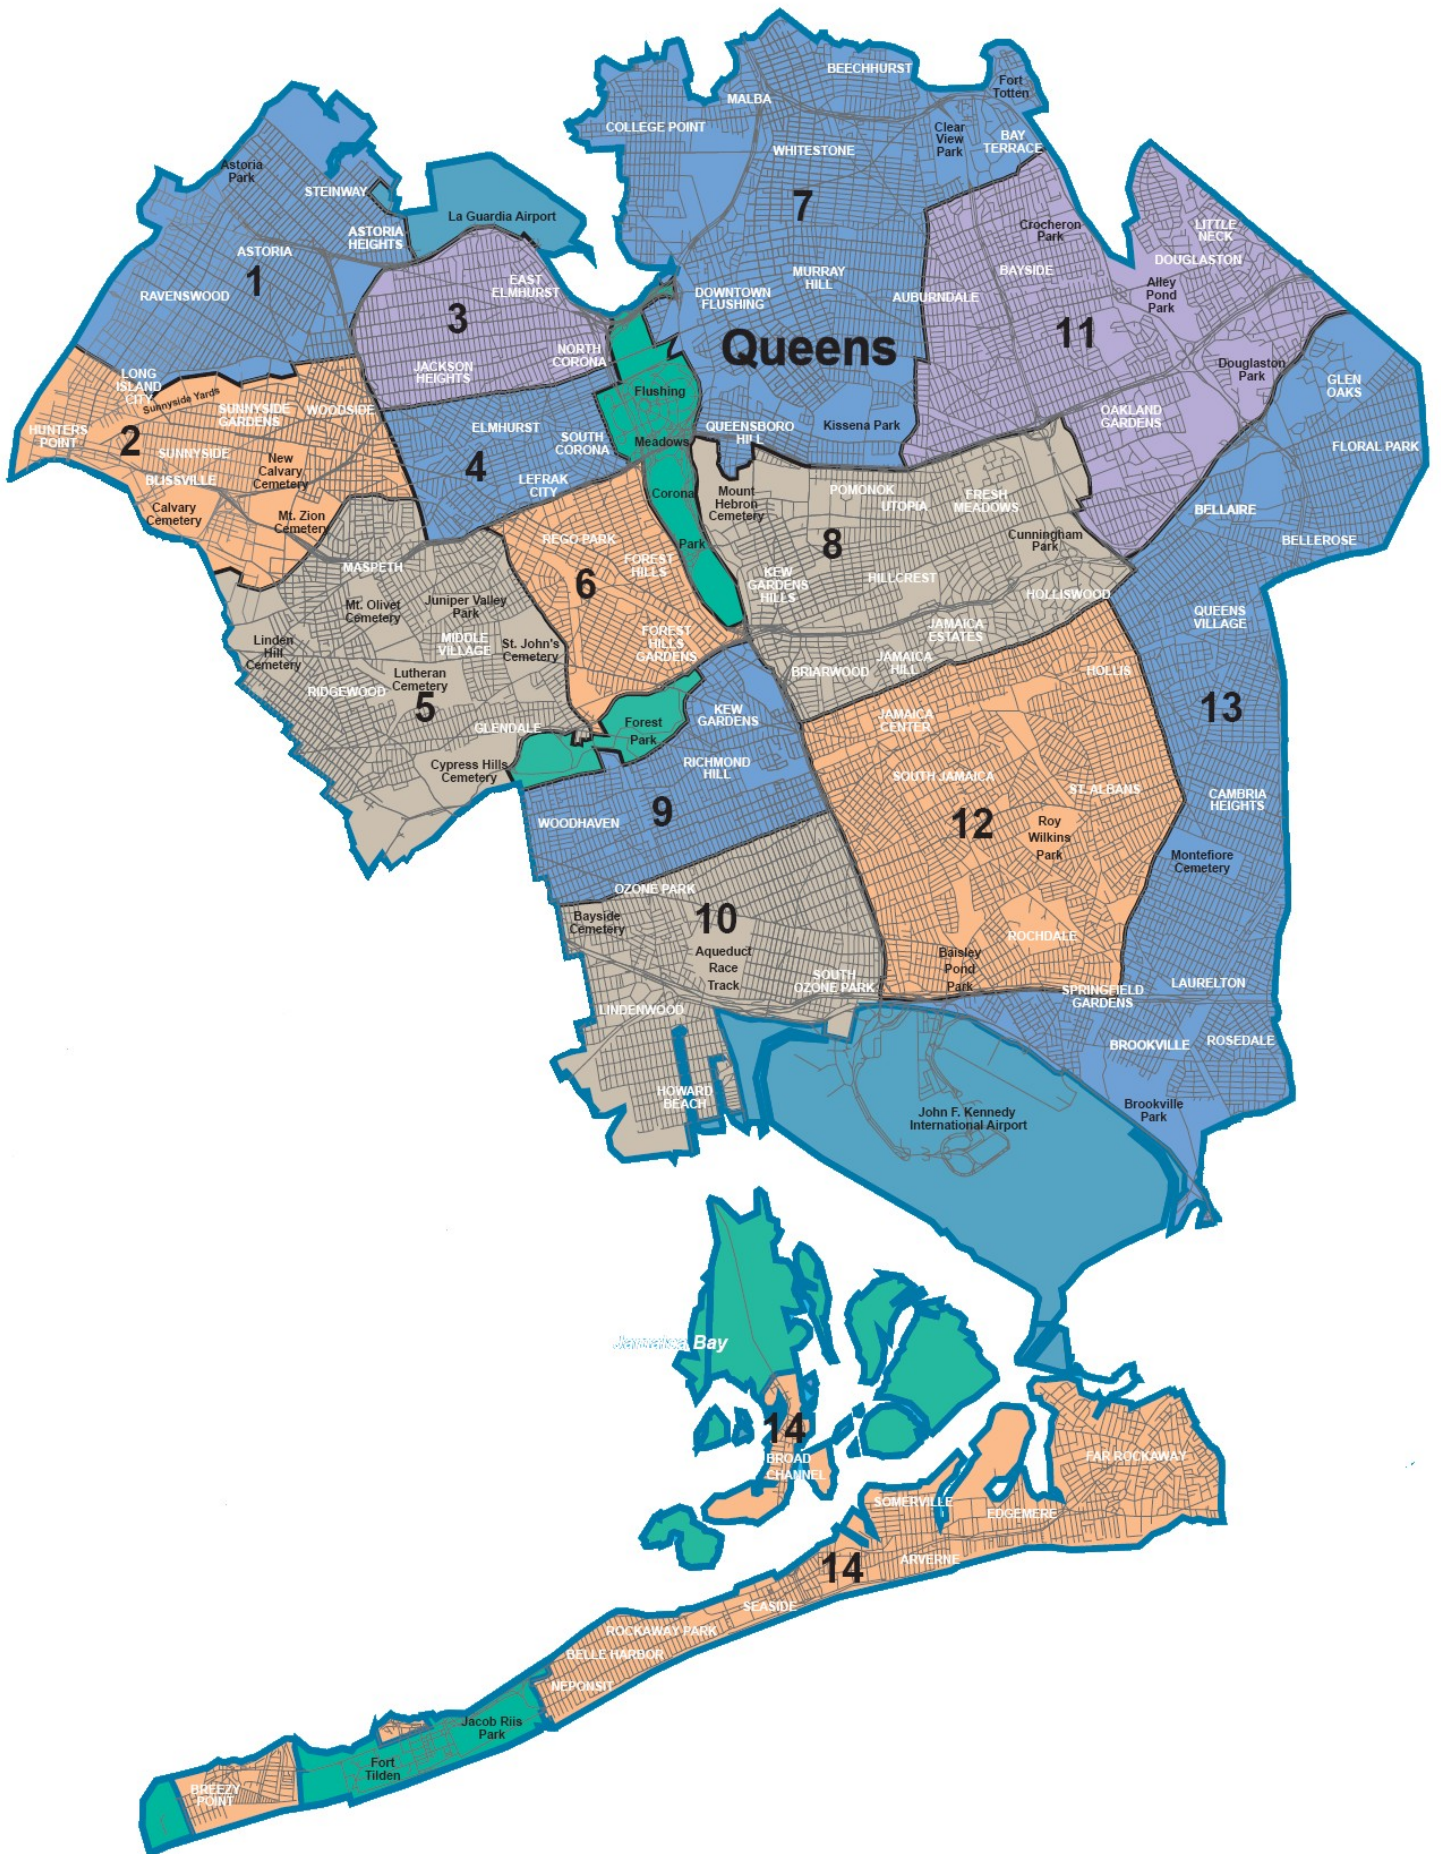 BEECHHURST
Fort
Totten
MALBA
COLLEGE POINT
Clear
View
Park
BAY
TERRACE
WHITESTONE
Astoria
Park
STEINWAY
7
La Guardia Airport
Crocheron
Park
LITTLE
NECK
ASTORIA
HEIGHTS
ASTORIA
DOUGLASTON
BAYSIDE
1
EAST
ELMHURST
MURRAY
HILL
Alley
Pond
Park
RAVENSWOOD
DOWNTOWN
FLUSHING
AUBURNDALE
3
11
Queens
NORTH
CORONA
JACKSON
HEIGHTS
Douglaston
Park
LONG
ISLAND
CITY
Sunnyside Yards
GLEN
OAKS
Flushing
SUNNYSIDE
GARDENS
WOODSIDE
OAKLAND
GARDENS
HUNTERS
POINT
2
ELMHURST
QUEENSBORO
HILL
Kissena Park
SOUTH
CORONA
Meadows
FLORAL PARK
SUNNYSIDE
New
Calvary
Cemetery
4
BLISSVILLE
LEFRAK
CITY
Corona
Mount
Hebron
Cemetery
POMONOK
UTOPIA
FRESH
MEADOWS
Calvary
Cemetery
Mt. Zion
Cemetery
BELLAIRE
REGO PARK
Park
8
Cunningham
Park
BELLEROSE
MASPETH
FOREST
HILLS
6
KEW
GARDENS
HILLS
HILLCREST
HOLLISWOOD
Mt. Olivet
Cemetery
Juniper Valley
Park
QUEENS
VILLAGE
Linden
Hill
Cemetery
MIDDLE
VILLAGE
St. John's
Cemetery
FOREST
HILLS
GARDENS
JAMAICA
ESTATES
JAMAICA
HILL
BRIARWOOD
HOLLIS
Lutheran
Cemetery
RIDGEWOOD
5
13
GLENDALE
Forest
Park
KEW
GARDENS
JAMAICA
CENTER
Cypress Hills
Cemetery
RICHMOND
HILL
SOUTH JAMAICA
ST. ALBANS
CAMBRIA
HEIGHTS
WOODHAVEN
9
12
Roy
Wilkins
Park
Montefiore
Cemetery
OZONE PARK
Bayside
Cemetery
10
ROCHDALE
Aqueduct
Race
Track
Baisley
Pond
Park
SOUTH
OZONE PARK
SPRINGFIELD
GARDENS
LAURELTON
LINDENWOOD
BROOKVILLE
ROSEDALE
HOWARD
BEACH
John F. Kennedy
International Airport
Brookville
Park
Jamaica Bay
14
BROAD
CHANNEL
FAR ROCKAWAY
SOMERVILLE
EDGEMERE
14
ARVERNE
SEASIDE
ROCKAWAY PARK
BELLE HARBOR
NEPONSIT
Jacob Riis
Park
Fort
Tilden
BREEZY
POINT